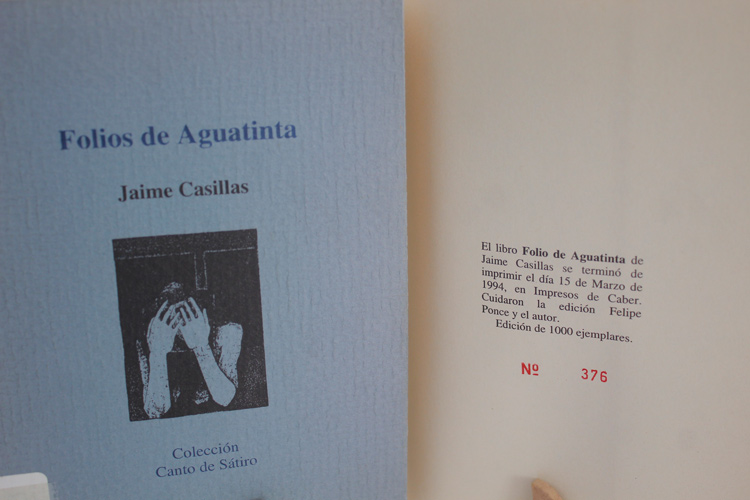 Folios de Aguatinta
Jaime Casillas
Colección
Canto de Sátiro
El libro Folio de Aguatinta de
Jaime Casillas se terminó de
imprimir el día 15 de Marzo de
1994, en Impresos de Caber.
Cuidaron la edición Felipe
Ponce y el autor.
Edición de 1000 ejemplares.
Nº 376